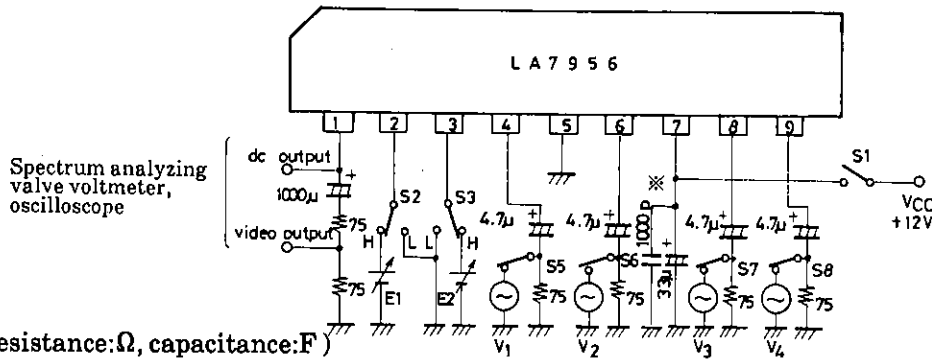 LA7956
1 2 3 4 5 6 7 8 9
Spectrum analyzing
valve voltmeter,
oscilloscope
dc output
+
1000μ
75
video output
75
S2
H
L
E1
S3
L
H
E2
4.7μ
+
S5
75
V1
4.7μ
+
S6
75
V2
※
1000P
+
33μ
4.7μ
+
S7
75
V3
4.7μ
+
S8
75
V4
S1
VCC
+12V
esistance:Ω, capacitance:F)